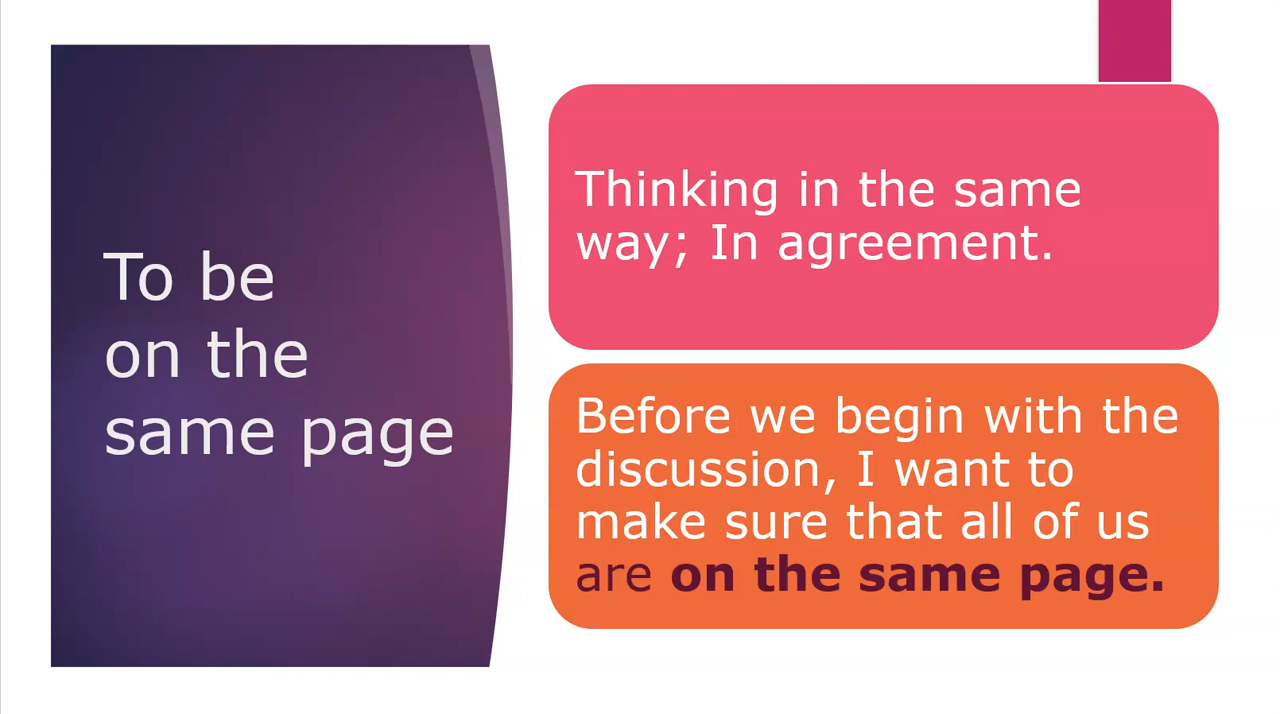 To be
on the
same page
Thinking in the same
way; In agreement.
Before we begin with the
discussion, I want to
make sure that all of us
are on the same page.